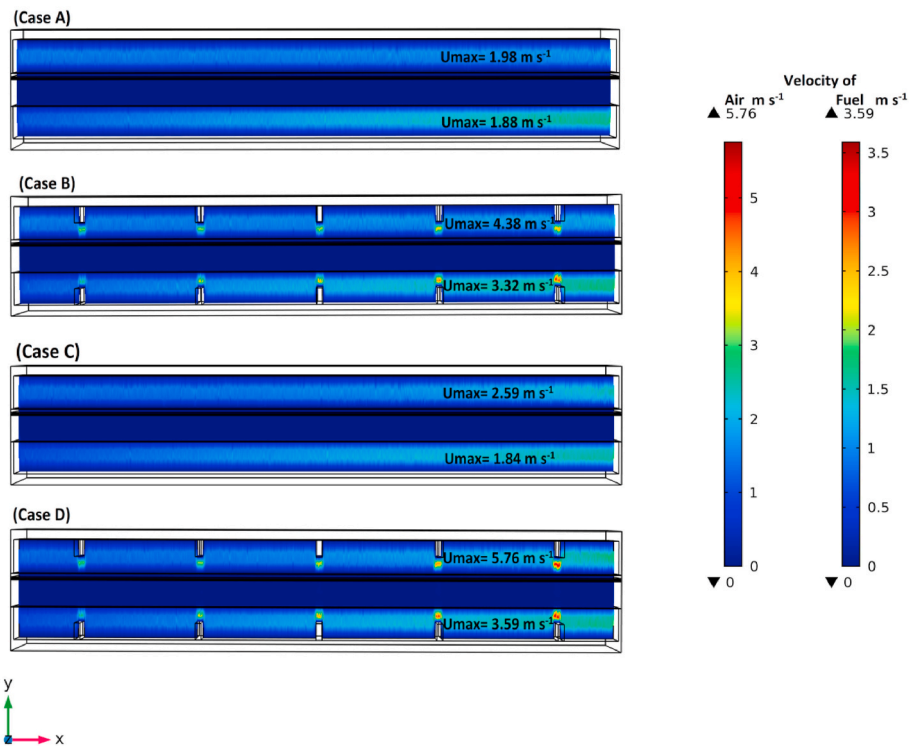 (Case A)
Umax= 1.98 m s⁻¹
Umax= 1.88 m s⁻¹
(Case B)
Umax= 4.38 m s⁻¹
Umax= 3.32 m s⁻¹
(Case C)
Umax= 2.59 m s⁻¹
Umax= 1.84 m s⁻¹
(Case D)
Umax= 5.76 m s⁻¹
Umax= 3.59 m s⁻¹
Velocity of
Air m s⁻¹ Fuel m s⁻¹
▲ 5.76 ▲ 3.59
5
4
3
2
1
0
▼ 0
3.5
3
2.5
2
1.5
1
0.5
0
▼ 0
y
z x